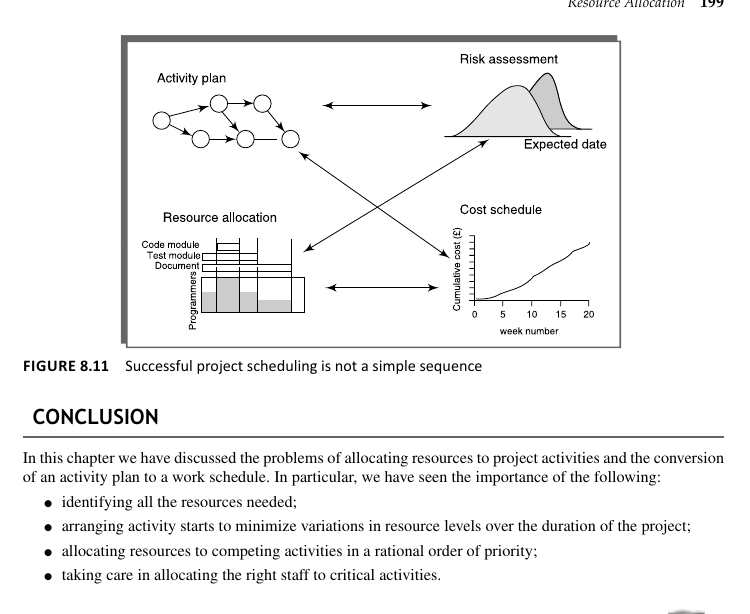 Resource Allocation 199
Activity plan
Risk assessment
Expected date
Resource allocation
Code module
Test module
Document
Programmers
Cost schedule
Cumulative cost (£)
0 5 10 15 20
week number
FIGURE 8.11 Successful project scheduling is not a simple sequence
CONCLUSION
In this chapter we have discussed the problems of allocating resources to project activities and the conversion
of an activity plan to a work schedule. In particular, we have seen the importance of the following:
● identifying all the resources needed;
● arranging activity starts to minimize variations in resource levels over the duration of the project;
● allocating resources to competing activities in a rational order of priority;
● taking care in allocating the right staff to critical activities.